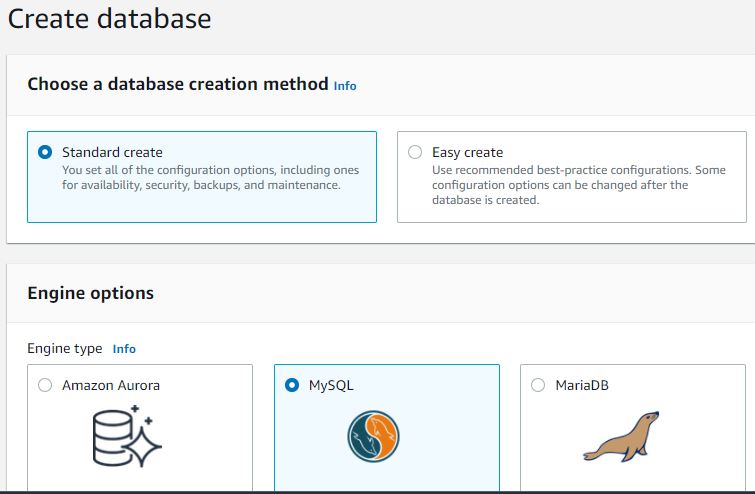 Create database
Choose a database creation method Info
Standard create
You set all of the configuration options, including ones
for availability, security, backups, and maintenance.
Easy create
Use recommended best-practice configurations. Some
configuration options can be changed after the
database is created.
Engine options
Engine type Info
Amazon Aurora
MySQL
MariaDB